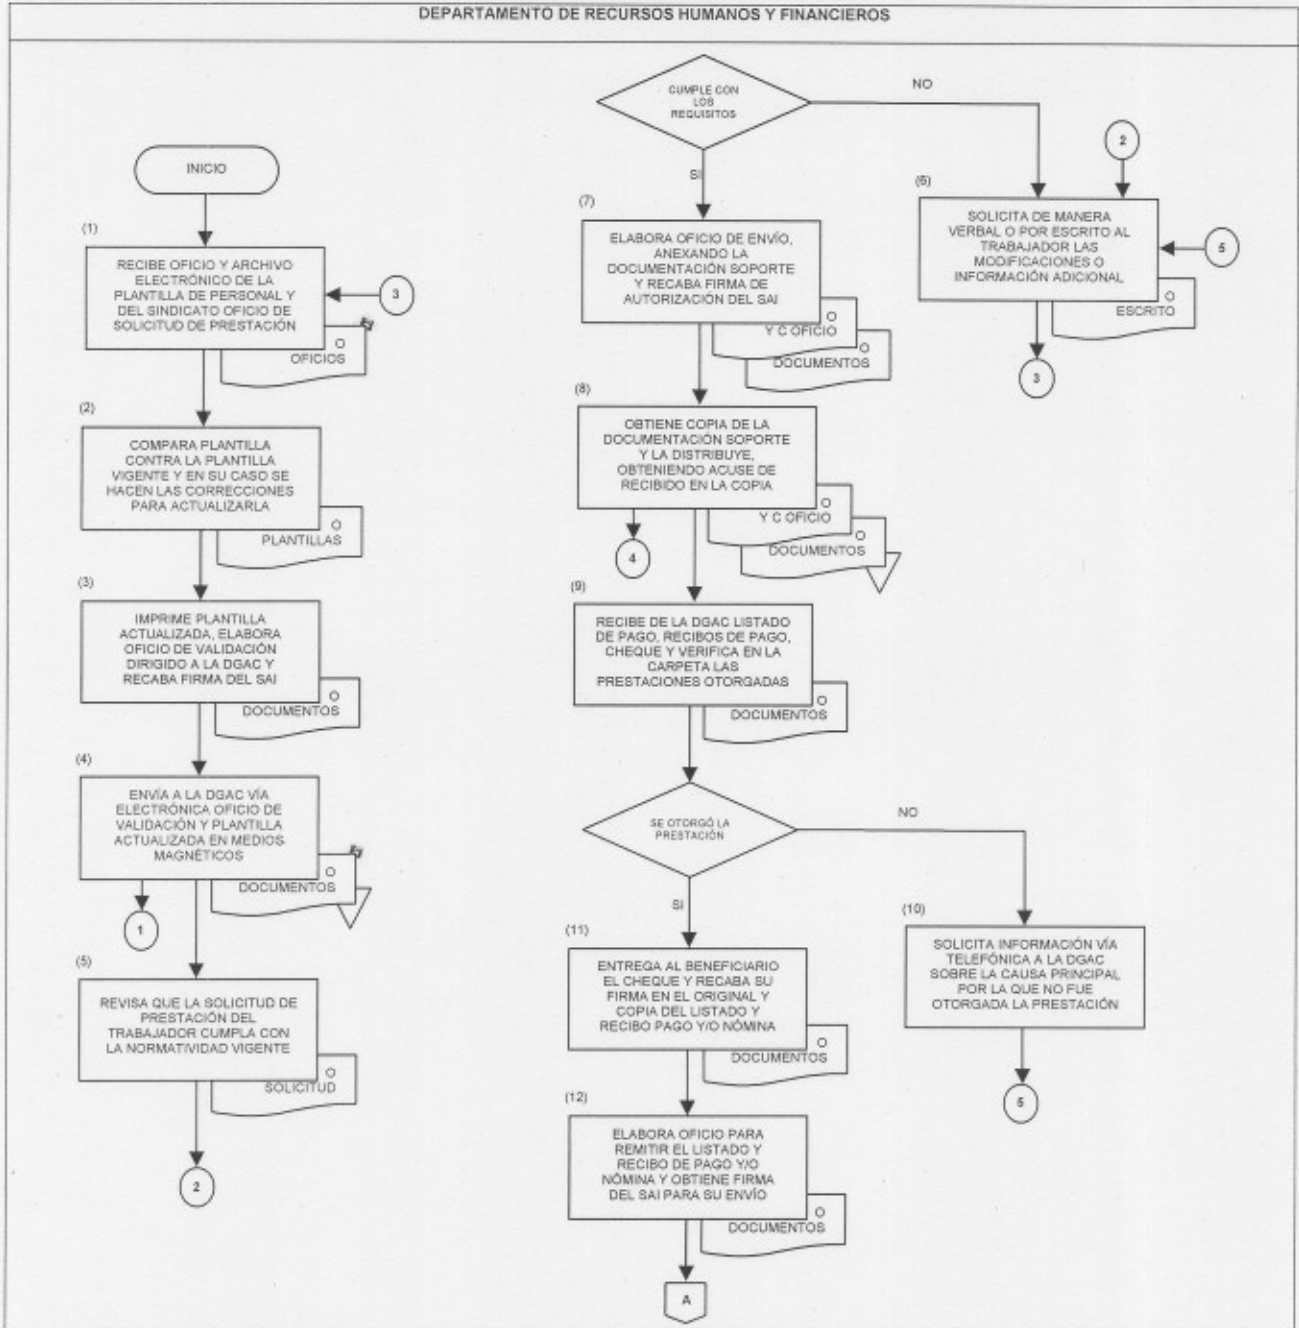 DEPARTAMENTO DE RECURSOS HUMANOS Y FINANCIEROS
INICIO
(1)
RECIBE OFICIO Y ARCHIVO
ELECTRÓNICO DE LA
PLANTILLA DE PERSONAL Y
DEL SINDICATO OFICIO DE
SOLICITUD DE PRESTACIÓN
3
O
OFICIOS
(2)
COMPARA PLANTILLA
CONTRA LA PLANTILLA
VIGENTE Y EN SU CASO SE
HACEN LAS CORRECCIONES
PARA ACTUALIZARLA
O
PLANTILLAS
(3)
IMPRIME PLANTILLA
ACTUALIZADA, ELABORA
OFICIO DE VALIDACIÓN
DIRIGIDO A LA DGAC Y
RECABA FIRMA DEL SAI
O
DOCUMENTOS
(4)
ENVÍA A LA DGAC VÍA
ELECTRÓNICA OFICIO DE
VALIDACIÓN Y PLANTILLA
ACTUALIZADA EN MEDIOS
MAGNÉTICOS
O
DOCUMENTOS
1
(5)
REVISA QUE LA SOLICITUD DE
PRESTACIÓN DEL
TRABAJADOR CUMPLA CON
LA NORMATIVIDAD VIGENTE
O
SOLICITUD
2
CUMPLE CON
LOS
REQUISITOS
NO
SI
(7)
ELABORA OFICIO DE ENVÍO,
ANEXANDO LA
DOCUMENTACIÓN SOPORTE
Y RECABA FIRMA DE
AUTORIZACIÓN DEL SAI
O
Y C OFICIO
O
DOCUMENTOS
(8)
OBTIENE COPIA DE LA
DOCUMENTACIÓN SOPORTE
Y LA DISTRIBUYE,
OBTENIENDO ACUSE DE
RECIBIDO EN LA COPIA
O
Y C OFICIO
O
DOCUMENTOS
4
(9)
RECIBE DE LA DGAC LISTADO
DE PAGO, RECIBOS DE PAGO,
CHEQUE Y VERIFICA EN LA
CARPETA LAS
PRESTACIONES OTORGADAS
O
DOCUMENTOS
SE OTORGÓ LA
PRESTACIÓN
NO
SI
(11)
ENTREGA AL BENEFICIARIO
EL CHEQUE Y RECABA SU
FIRMA EN EL ORIGINAL Y
COPIA DEL LISTADO Y
RECIBO PAGO Y/O NÓMINA
O
DOCUMENTOS
(12)
ELABORA OFICIO PARA
REMITIR EL LISTADO Y
RECIBO DE PAGO Y/O
NÓMINA Y OBTIENE FIRMA
DEL SAI PARA SU ENVÍO
O
DOCUMENTOS
A
2
(6)
SOLICITA DE MANERA
VERBAL O POR ESCRITO AL
TRABAJADOR LAS
MODIFICACIONES O
INFORMACIÓN ADICIONAL
5
O
ESCRITO
3
(10)
SOLICITA INFORMACIÓN VÍA
TELEFÓNICA A LA DGAC
SOBRE LA CAUSA PRINCIPAL
POR LA QUE NO FUE
OTORGADA LA PRESTACIÓN
5